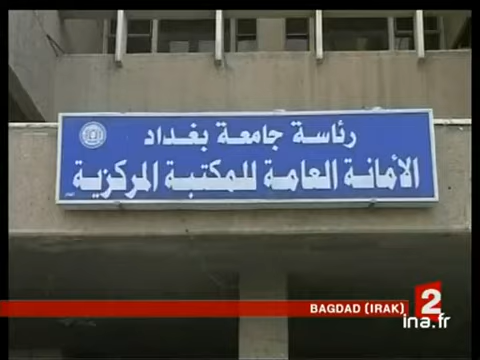 رئاسة جامعة بغداد
الأمانة العامة للمكتبة المركزية
BAGDAD (IRAK)
2
ina.fr